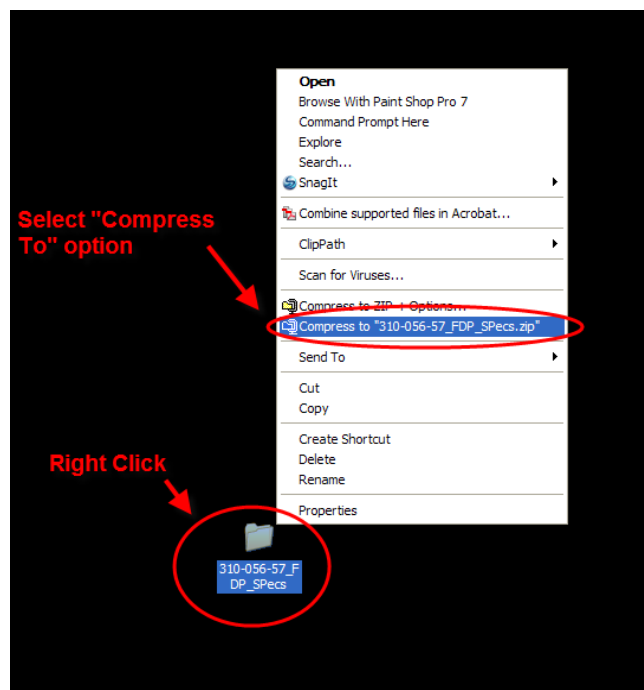 Open
Browse With Paint Shop Pro 7
Command Prompt Here
Explore
Search...
SnagIt
Select "Compress
To" option
Combine supported files in Acrobat...
ClipPath
Scan for Viruses...
Compress to ZIP + Options...
Compress to "310-056-57_FDP_SPecs.zip"
Send To
Cut
Copy
Create Shortcut
Delete
Rename
Properties
Right Click
310-056-57_F
DP_SPecs